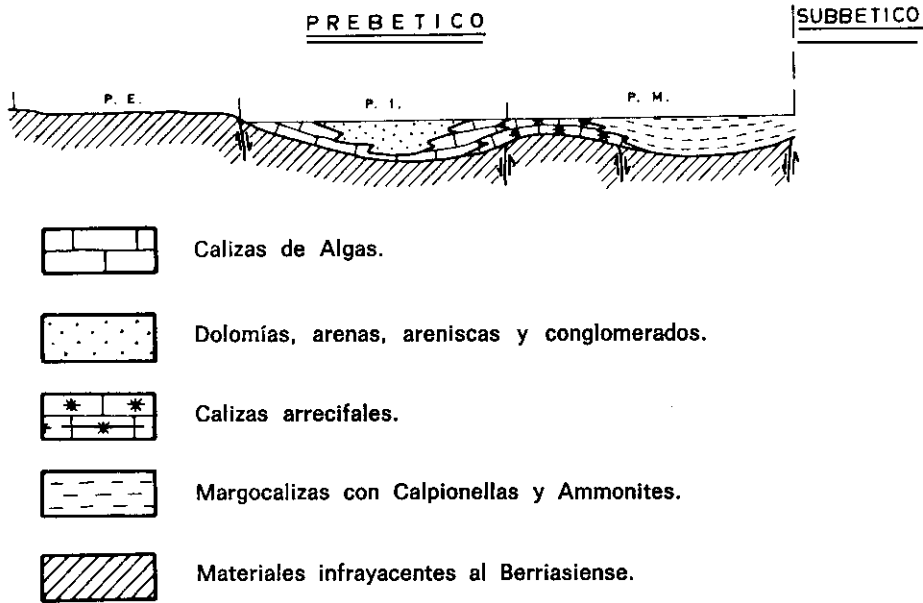 PREBETICO
SUBBETICO
P. E.
P. I.
P. M.
Calizas de Algas.
Dolomías, arenas, areniscas y conglomerados.
Calizas arrecifales.
Margocalizas con Calpionellas y Ammonites.
Materiales infrayacentes al Berriasiense.